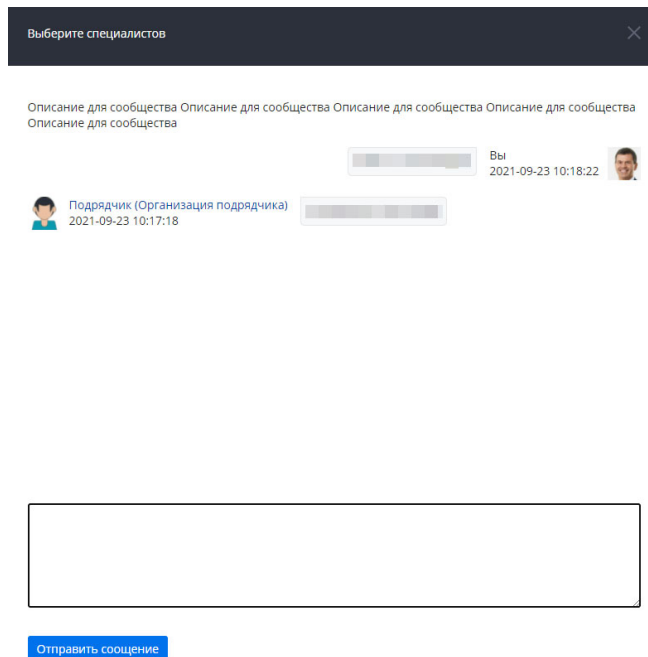 Выберите специалистов
Описание для сообщества Описание для сообщества Описание для сообщества Описание для сообщества
Описание для сообщества
Вы
2021-09-23 10:18:22
Подрядчик (Организация подрядчика)
2021-09-23 10:17:18
Отправить соощение